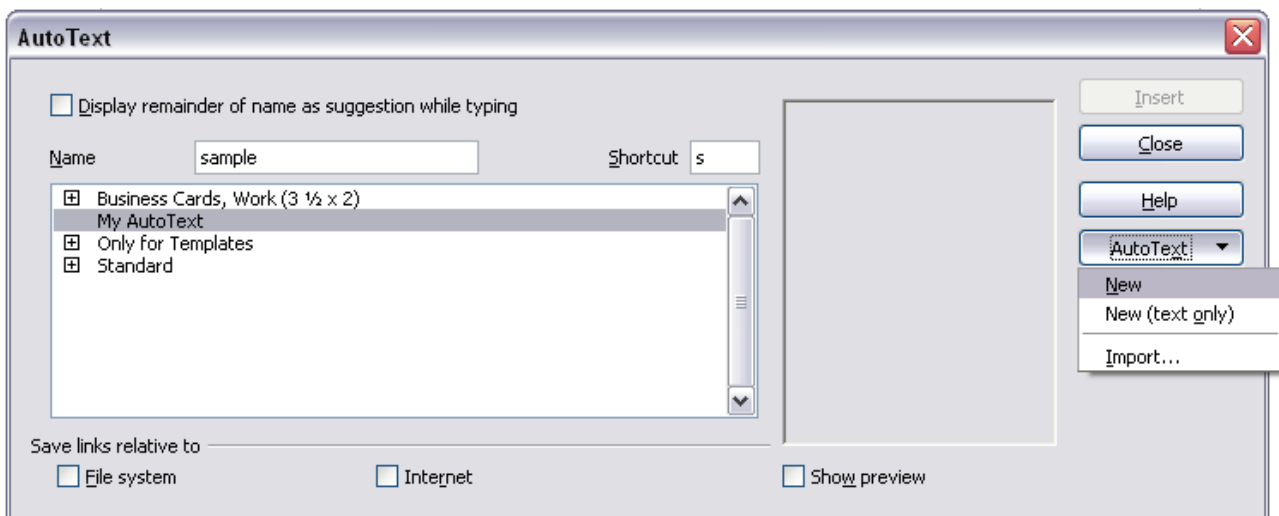 AutoText
Display remainder of name as suggestion while typing
Name sample Shortcut s
Business Cards, Work (3 ½ x 2)
My AutoText
Only for Templates
Standard
Insert
Close
Help
AutoText
New
New (text only)
Import...
Save links relative to
File system Internet Show preview